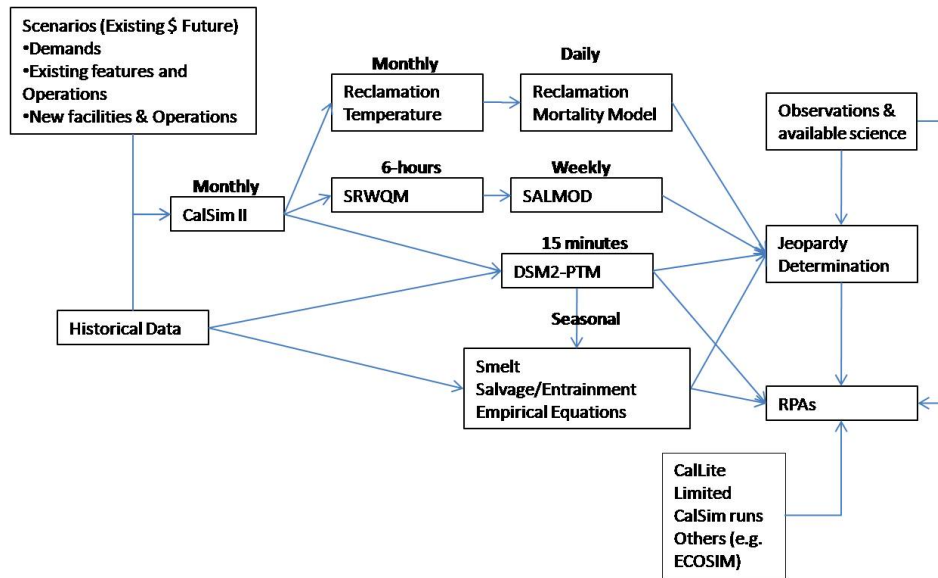 Scenarios (Existing $ Future)
•Demands
•Existing features and
Operations
•New facilities & Operations
Monthly
CalSim II
Historical Data
Monthly
Reclamation
Temperature
Daily
Reclamation
Mortality Model
6-hours
SRWQM
Weekly
SALMOD
15 minutes
DSM2-PTM
Seasonal
Smelt
Salvage/Entrainment
Empirical Equations
Observations &
available science
Jeopardy
Determination
RPAs
CalLite
Limited
CalSim runs
Others (e.g.
ECOSIM)